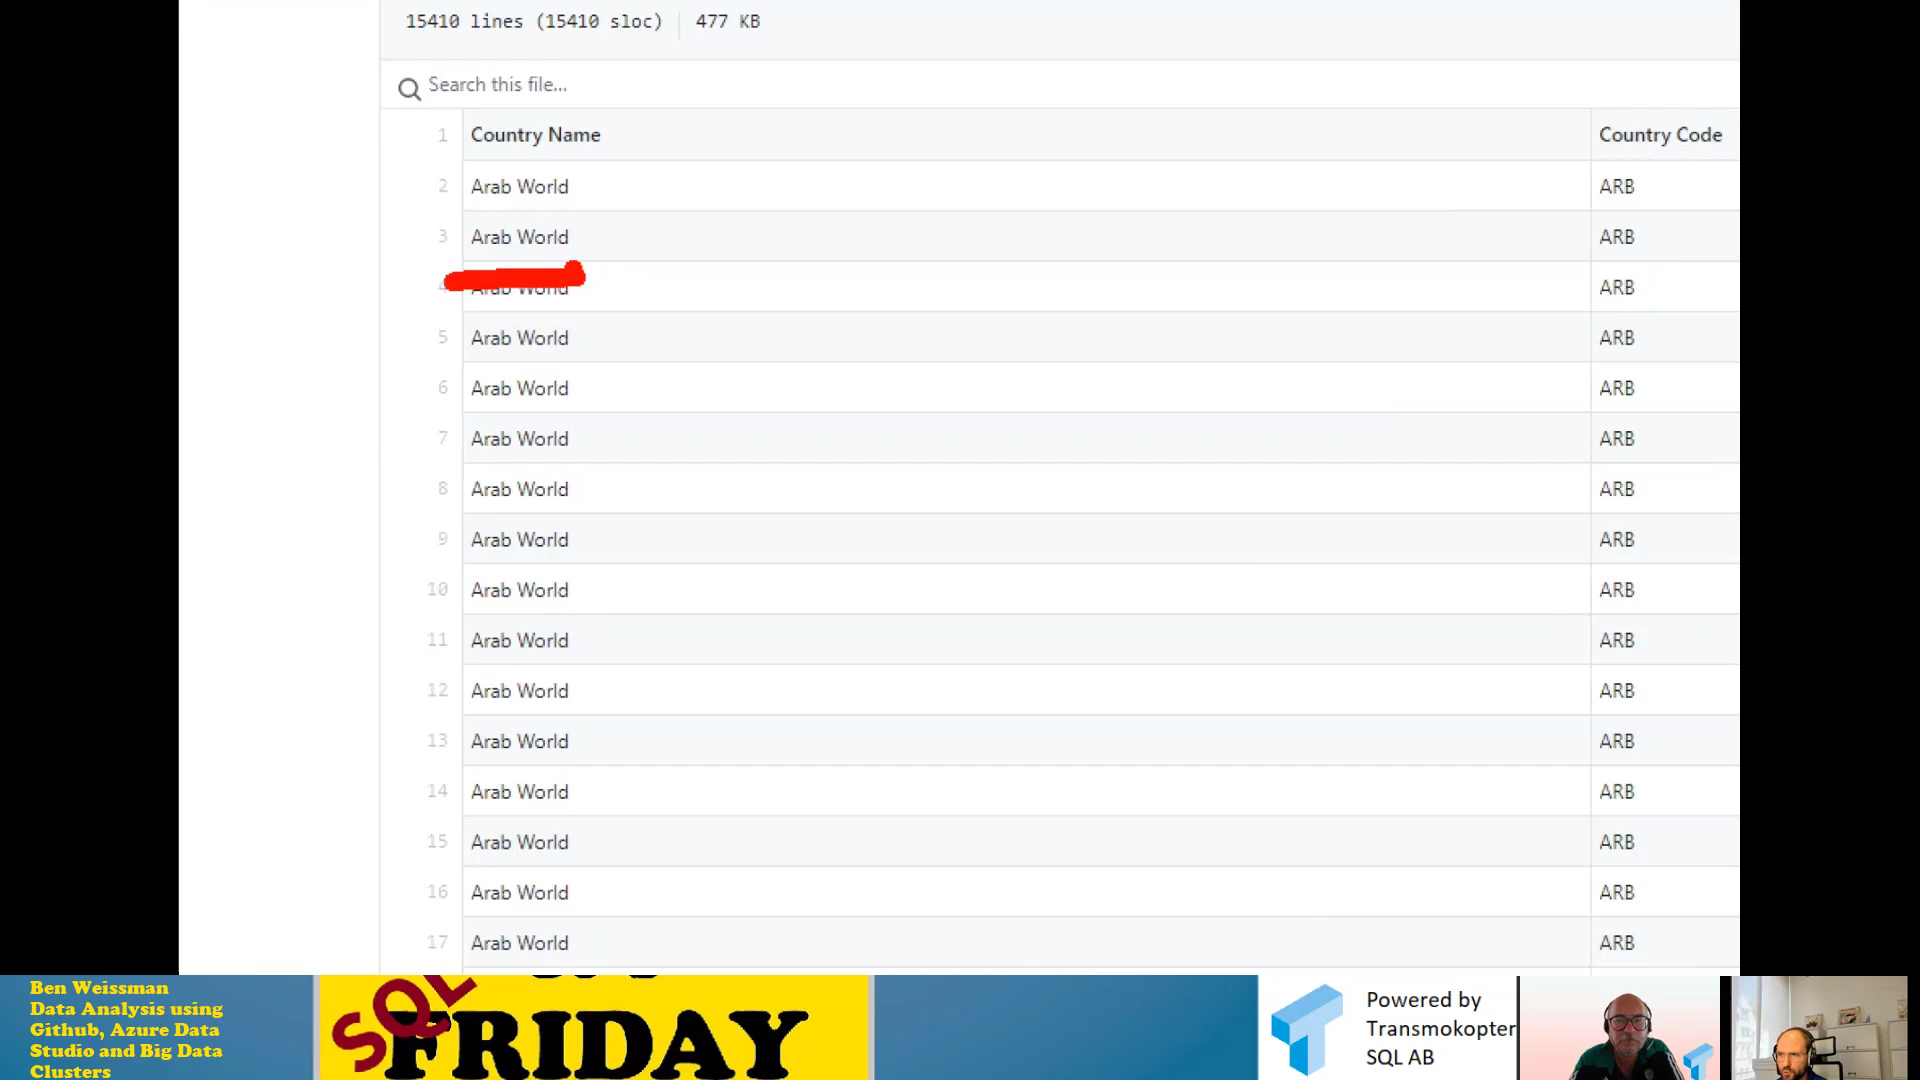 15410 lines (15410 sloc) 477 KB
Search this file...
1 Country Name Country Code
2 Arab World ARB
3 Arab World ARB
4 Arab World ARB
5 Arab World ARB
6 Arab World ARB
7 Arab World ARB
8 Arab World ARB
9 Arab World ARB
10 Arab World ARB
11 Arab World ARB
12 Arab World ARB
13 Arab World ARB
14 Arab World ARB
15 Arab World ARB
16 Arab World ARB
17 Arab World ARB
Ben Weissman
Data Analysis using
Github, Azure Data
Studio and Big Data
Clusters
SQL
FRIDAY
Powered by
Transmokopter
SQL AB